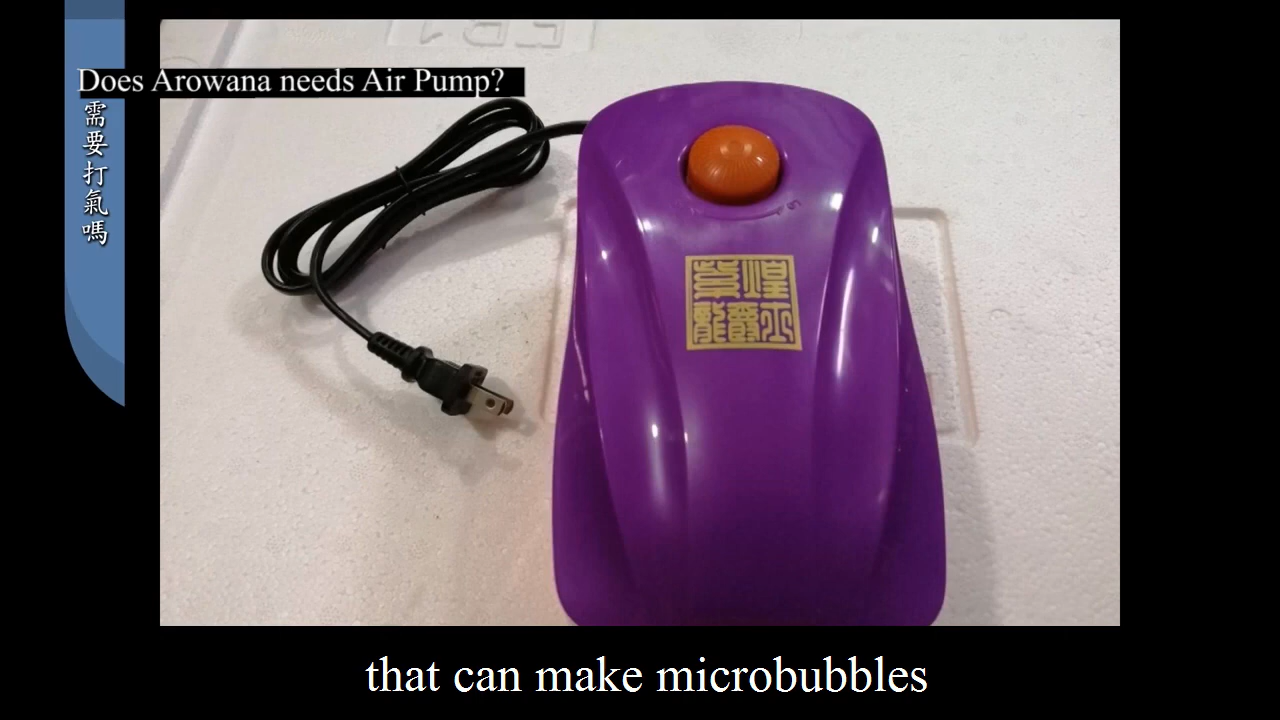 Does Arowana needs Air Pump?
需要打氣嗎
that can make microbubbles